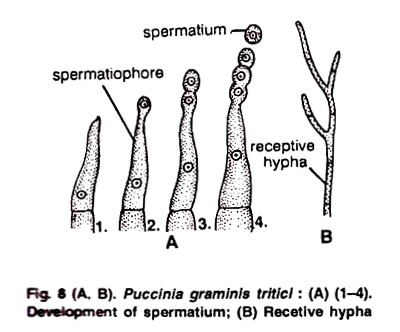 spermatium
spermatiophore
receptive
hypha
1.
2.
3.
4.
A
B
Fig. 8 (A, B). Puccinia graminis tritici : (A) (1–4).
Development of spermatium; (B) Recetive hypha